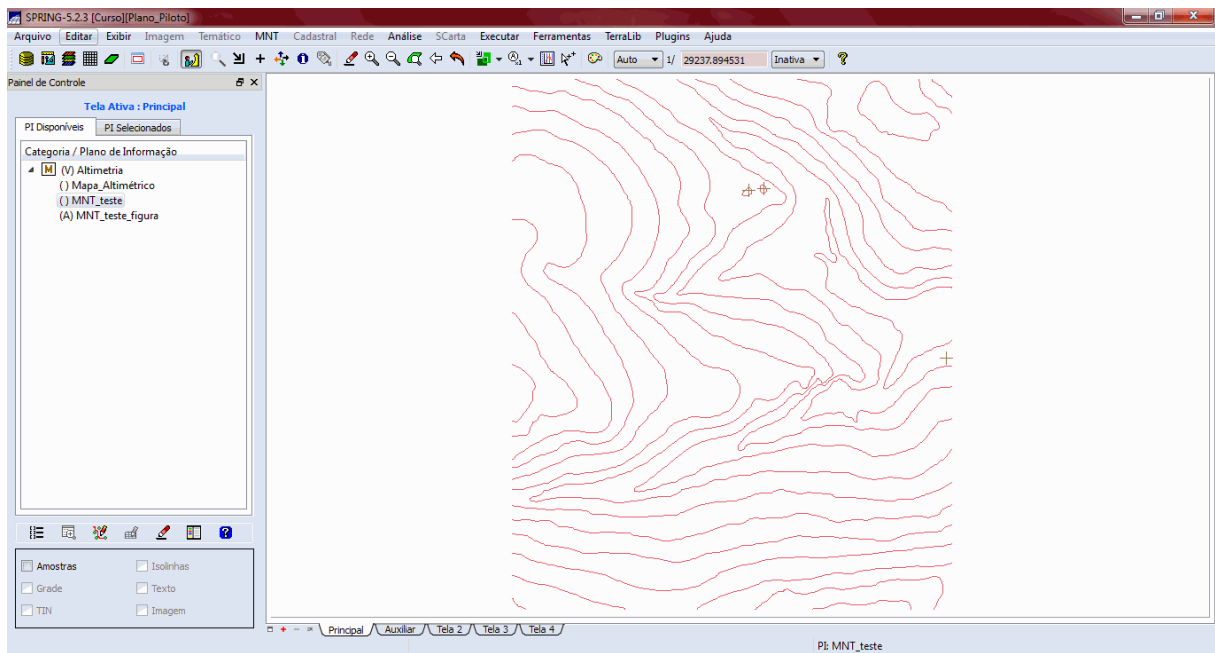 SPRING-5.2.3 [Curso][Plano_Piloto]
Arquivo Editar Exibir Imagem Temático MNT Cadastral Rede Análise SCarta Executar Ferramentas TerraLib Plugins Ajuda
Auto 1/ 29237.894531 Inativa
Painel de Controle
Tela Ativa : Principal
PI Disponíveis PI Selecionados
Categoria / Plano de Informação
M (V) Altimetria
( ) Mapa_Altimétrico
( ) MNT_teste
(A) MNT_teste_figura
Amostras Isolinhas
Grade Texto
TIN Imagem
Principal Auxiliar Tela 2 Tela 3 Tela 4
PI: MNT_teste